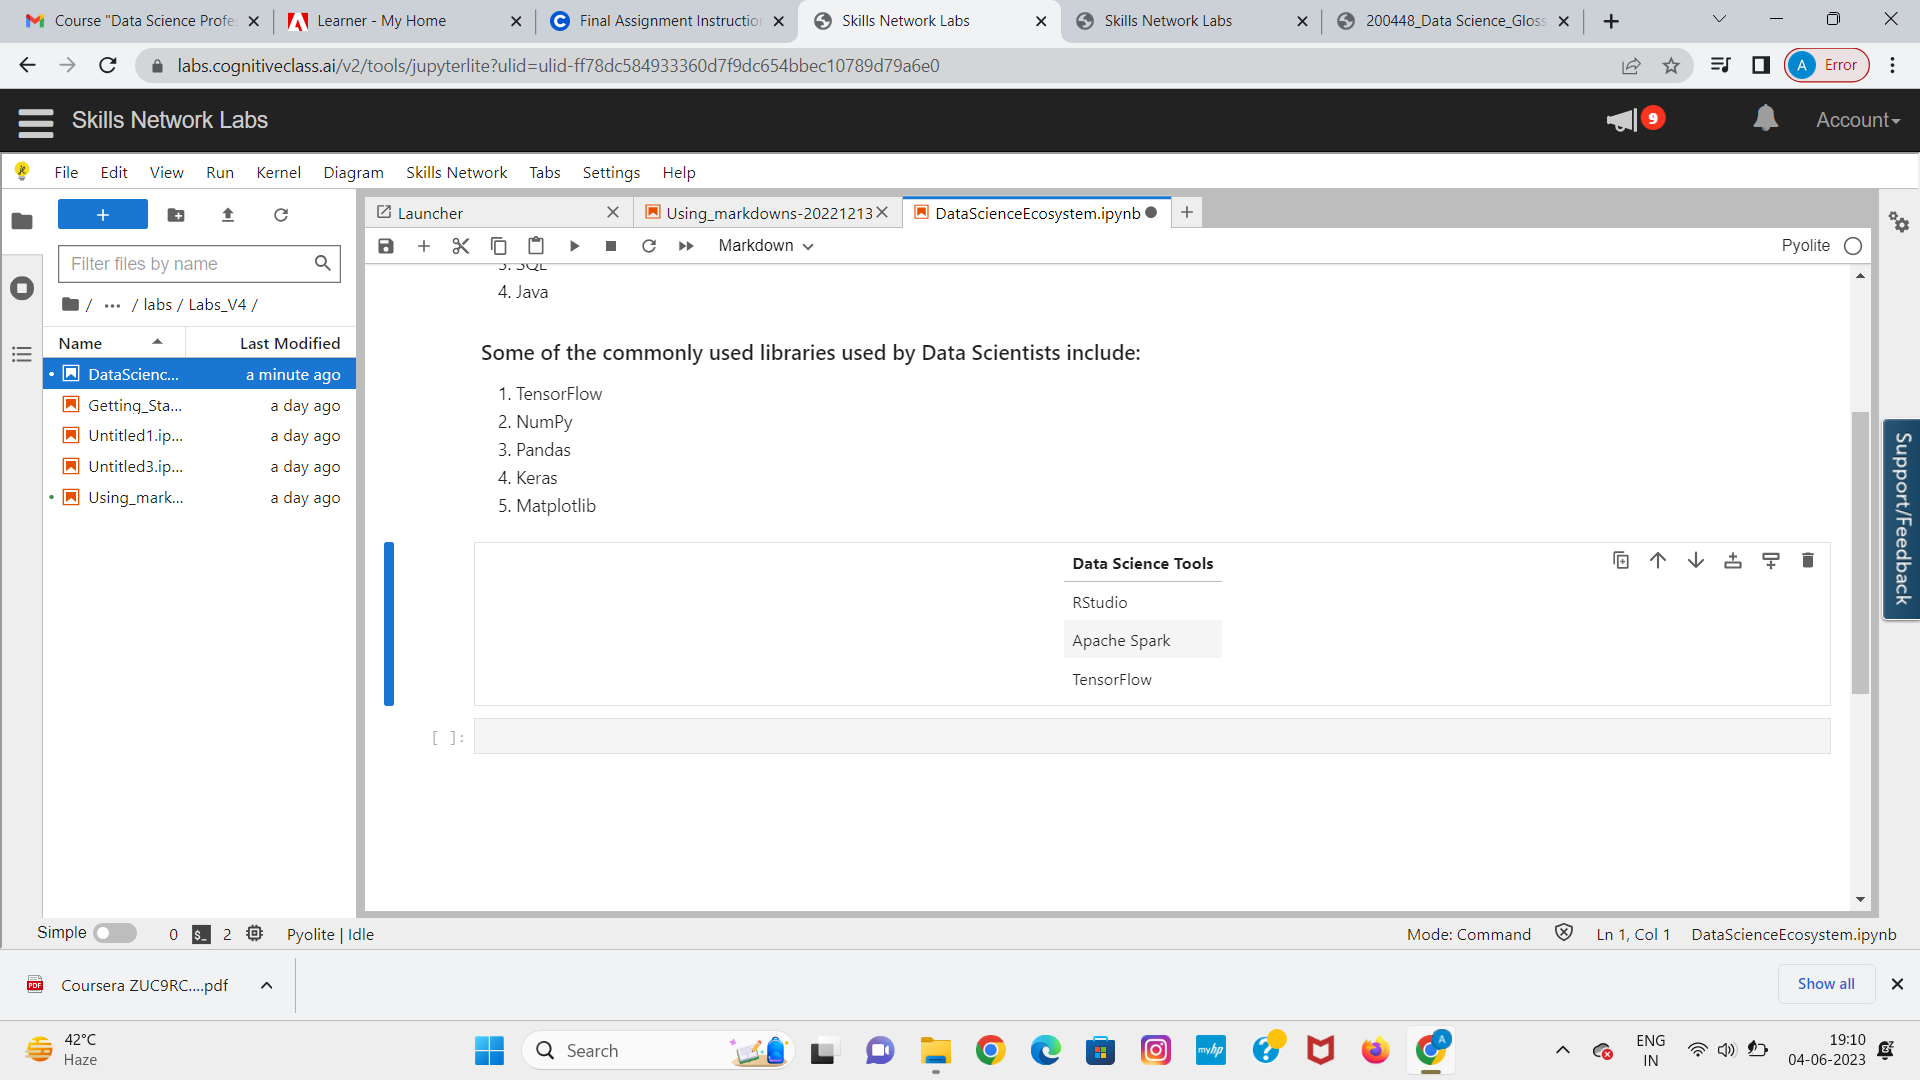 Course "Data Science Profe
Learner - My Home
Final Assignment Instruction
Skills Network Labs
Skills Network Labs
200448_Data Science_Gloss
labs.cognitiveclass.ai/v2/tools/jupyterlite?ulid=ulid-ff78dc584933360d7f9dc654bbec10789d79a6e0
A Error
Skills Network Labs
9
Account
File Edit View Run Kernel Diagram Skills Network Tabs Settings Help
Launcher
Using_markdowns-20221213
DataScienceEcosystem.ipynb
Markdown
Pyolite
Filter files by name
/ ... / labs / Labs_V4 /
Name Last Modified
DataScienc... a minute ago
Getting_Sta... a day ago
Untitled1.ip... a day ago
Untitled3.ip... a day ago
Using_mark... a day ago
3. SQL
4. Java
Some of the commonly used libraries used by Data Scientists include:
1. TensorFlow
2. NumPy
3. Pandas
4. Keras
5. Matplotlib
Data Science Tools
RStudio
Apache Spark
TensorFlow
[ ]:
Support/Feedback
Simple 0 $_ 2 Pyolite | Idle
Mode: Command Ln 1, Col 1 DataScienceEcosystem.ipynb
PDF Coursera ZUC9RC....pdf
Show all
42°C
Haze
Search
myhp
A
ENG
IN
19:10
04-06-2023